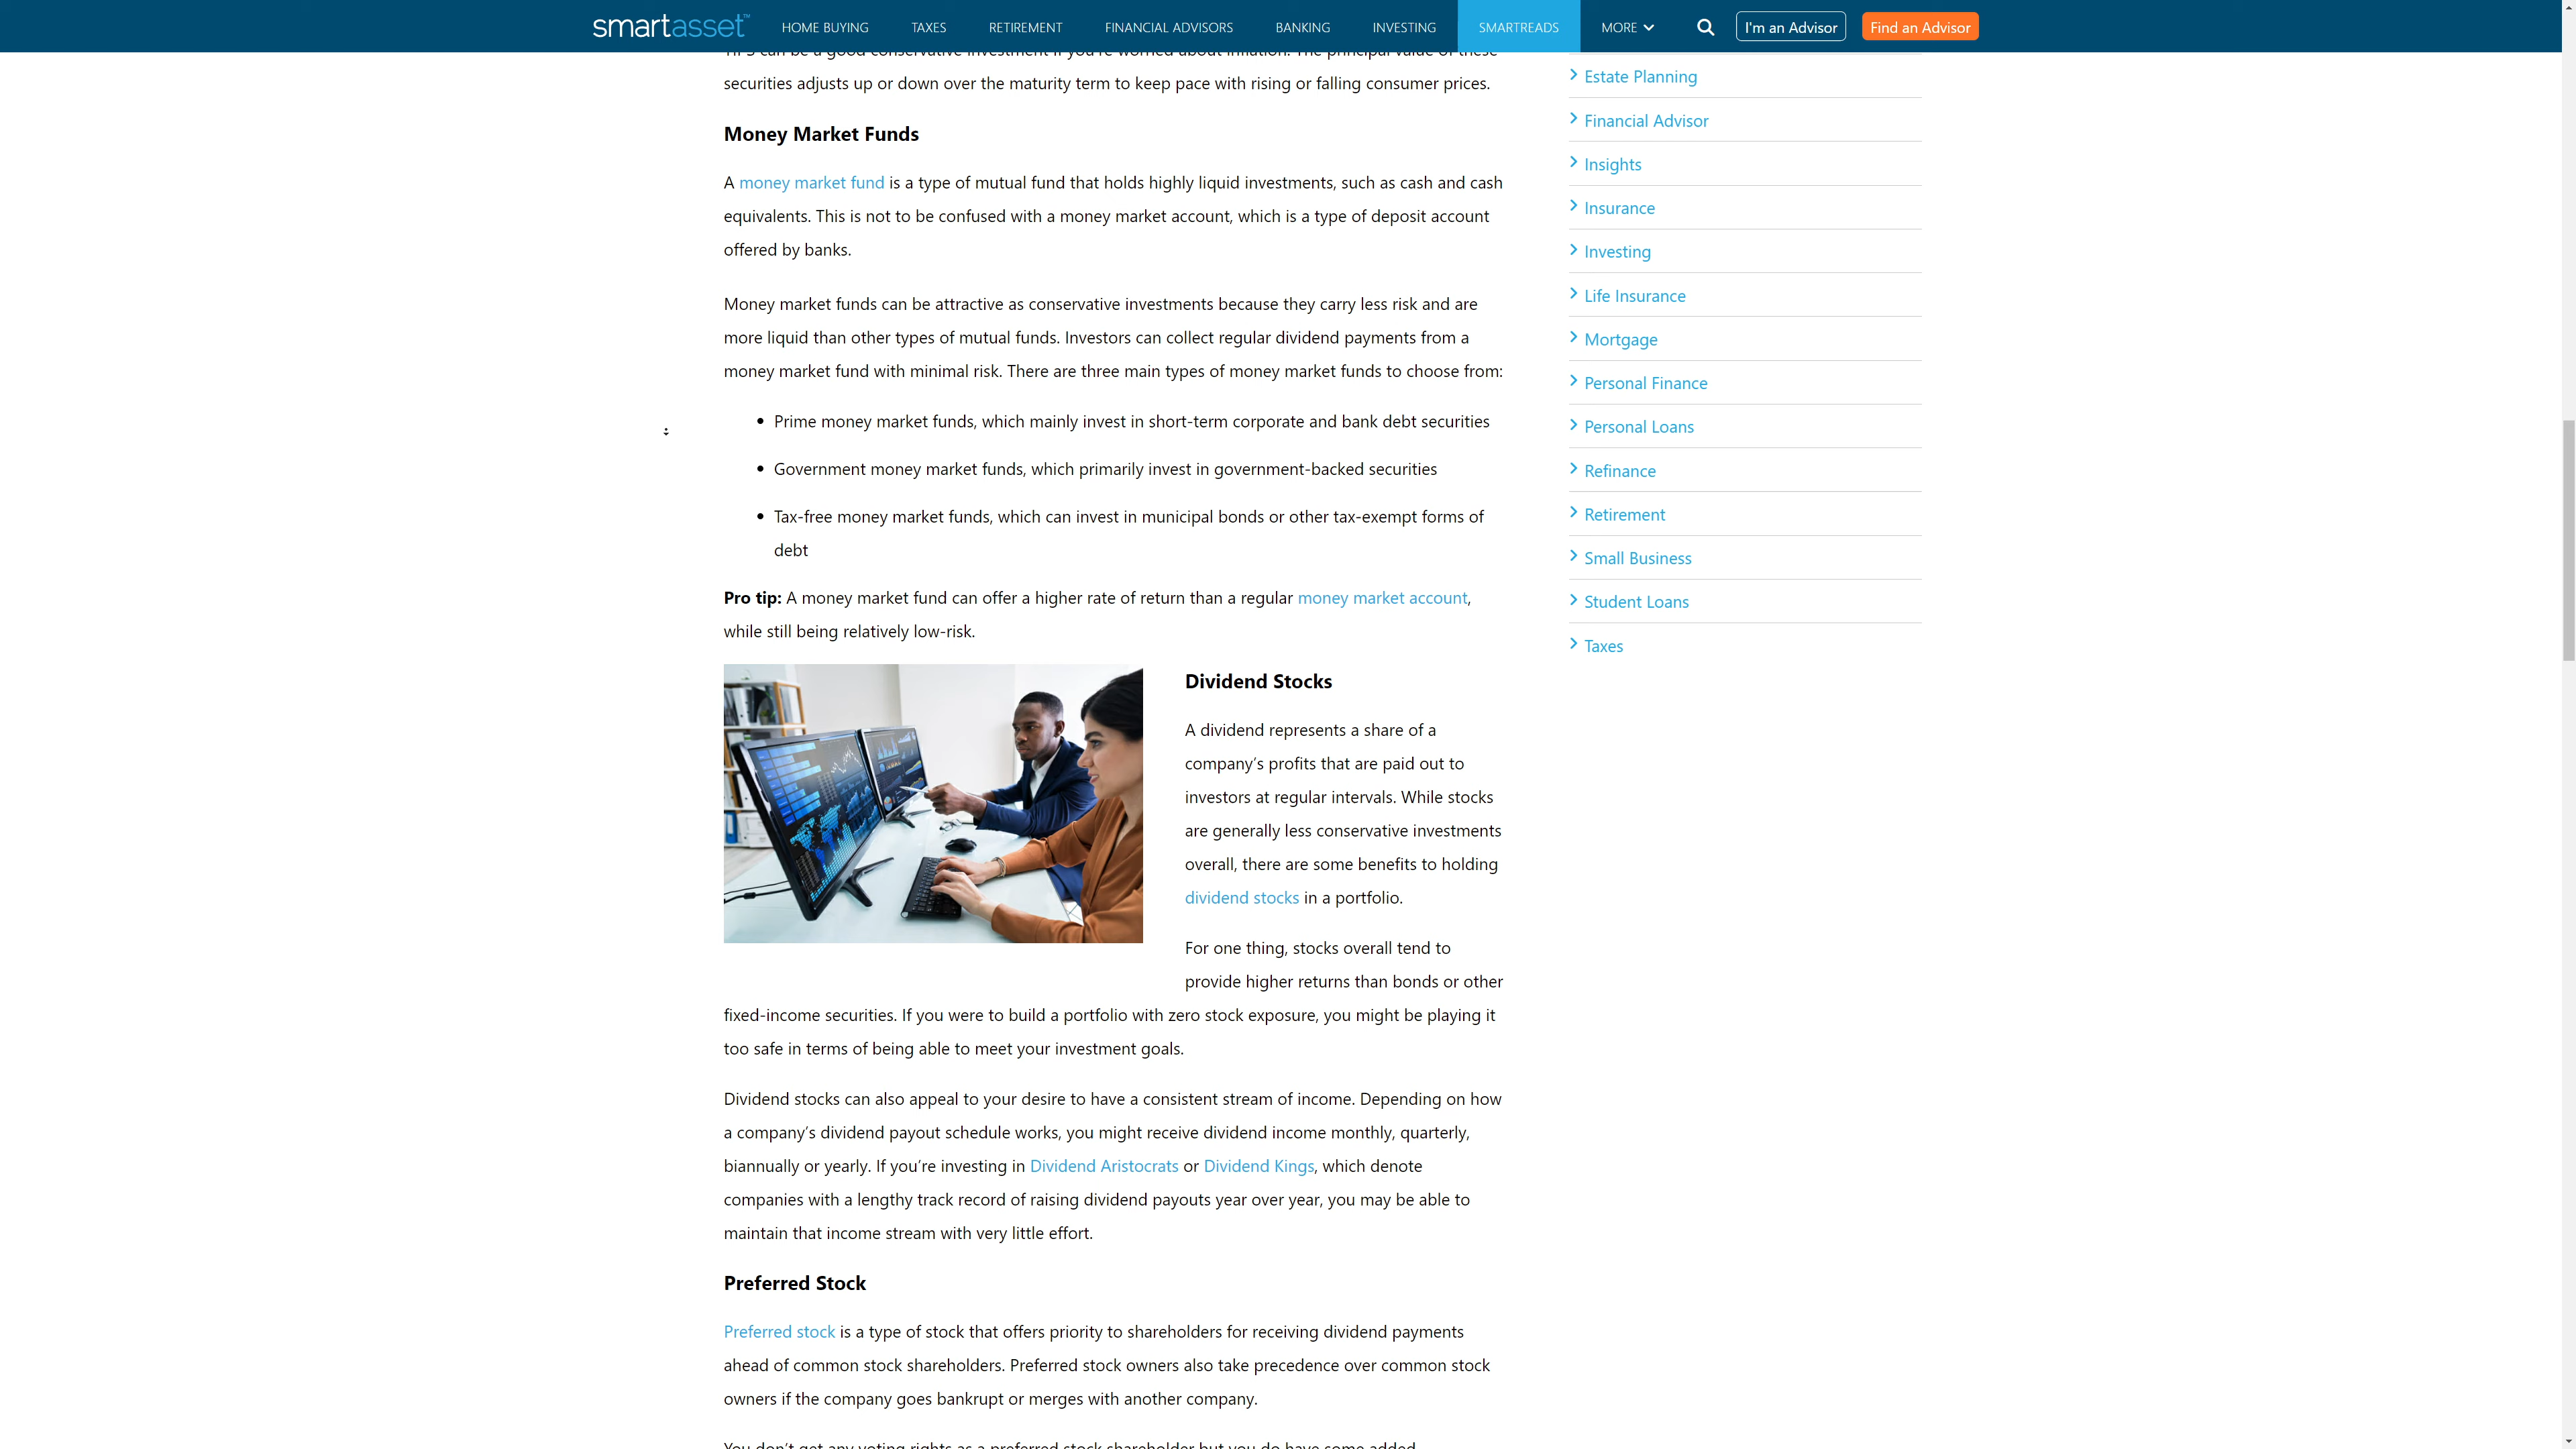 smartasset™ HOME BUYING TAXES RETIREMENT FINANCIAL ADVISORS BANKING INVESTING SMARTREADS MORE I'm an Advisor Find an Advisor
securities adjusts up or down over the maturity term to keep pace with rising or falling consumer prices.
Money Market Funds
A money market fund is a type of mutual fund that holds highly liquid investments, such as cash and cash
equivalents. This is not to be confused with a money market account, which is a type of deposit account
offered by banks.
Money market funds can be attractive as conservative investments because they carry less risk and are
more liquid than other types of mutual funds. Investors can collect regular dividend payments from a
money market fund with minimal risk. There are three main types of money market funds to choose from:
• Prime money market funds, which mainly invest in short-term corporate and bank debt securities
• Government money market funds, which primarily invest in government-backed securities
• Tax-free money market funds, which can invest in municipal bonds or other tax-exempt forms of
debt
Pro tip: A money market fund can offer a higher rate of return than a regular money market account,
while still being relatively low-risk.
Dividend Stocks
A dividend represents a share of a
company's profits that are paid out to
investors at regular intervals. While stocks
are generally less conservative investments
overall, there are some benefits to holding
dividend stocks in a portfolio.
For one thing, stocks overall tend to
provide higher returns than bonds or other
fixed-income securities. If you were to build a portfolio with zero stock exposure, you might be playing it
too safe in terms of being able to meet your investment goals.
Dividend stocks can also appeal to your desire to have a consistent stream of income. Depending on how
a company's dividend payout schedule works, you might receive dividend income monthly, quarterly,
biannually or yearly. If you're investing in Dividend Aristocrats or Dividend Kings, which denote
companies with a lengthy track record of raising dividend payouts year over year, you may be able to
maintain that income stream with very little effort.
Preferred Stock
Preferred stock is a type of stock that offers priority to shareholders for receiving dividend payments
ahead of common stock shareholders. Preferred stock owners also take precedence over common stock
owners if the company goes bankrupt or merges with another company.
Estate Planning
Financial Advisor
Insights
Insurance
Investing
Life Insurance
Mortgage
Personal Finance
Personal Loans
Refinance
Retirement
Small Business
Student Loans
Taxes